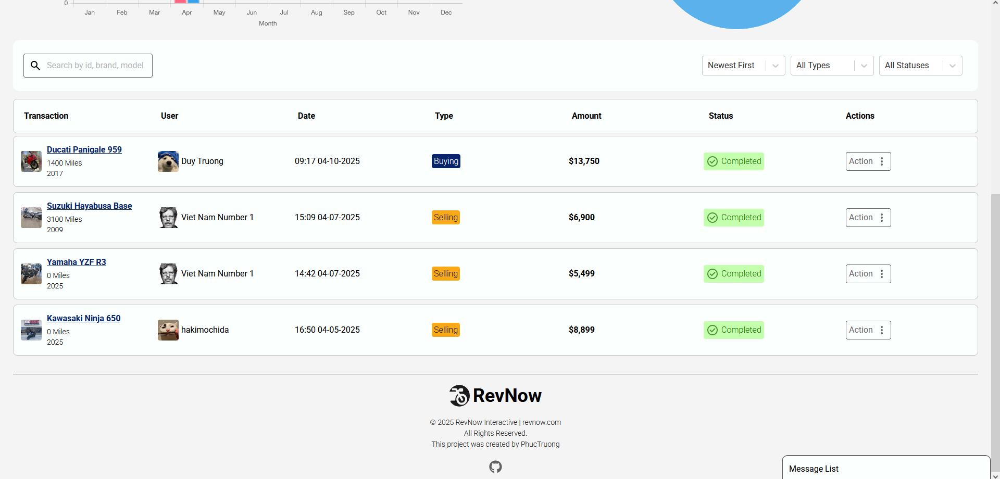 0
Jan Feb Mar Apr May Jun Jul Aug Sep Oct Nov Dec
Month
Search by id, brand, model
Newest First
All Types
All Statuses
Transaction User Date Type Amount Status Actions
Ducati Panigale 959
1400 Miles
2017
Duy Truong
09:17 04-10-2025
Buying
$13,750
Completed
Action
Suzuki Hayabusa Base
3100 Miles
2009
Viet Nam Number 1
15:09 04-07-2025
Selling
$6,900
Completed
Action
Yamaha YZF R3
0 Miles
2025
Viet Nam Number 1
14:42 04-07-2025
Selling
$5,499
Completed
Action
Kawasaki Ninja 650
0 Miles
2025
hakimochida
16:50 04-05-2025
Selling
$8,899
Completed
Action
RevNow
© 2025 RevNow Interactive | revnow.com
All Rights Reserved.
This project was created by PhucTruong
Message List